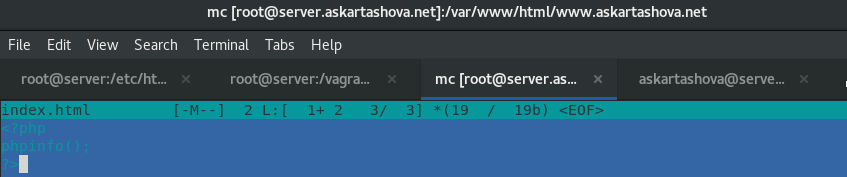 mc [root@server.askartashova.net]:/var/www/html/www.askartashova.net
File Edit View Search Terminal Tabs Help
root@server:/etc/ht... × root@server:/vagra... × mc [root@server.as... × askartashova@serve... ×
index.html [-M--] 2 L:[ 1+ 2 3/ 3] *(19 / 19b) <EOF>
<?php
phpinfo();
?>